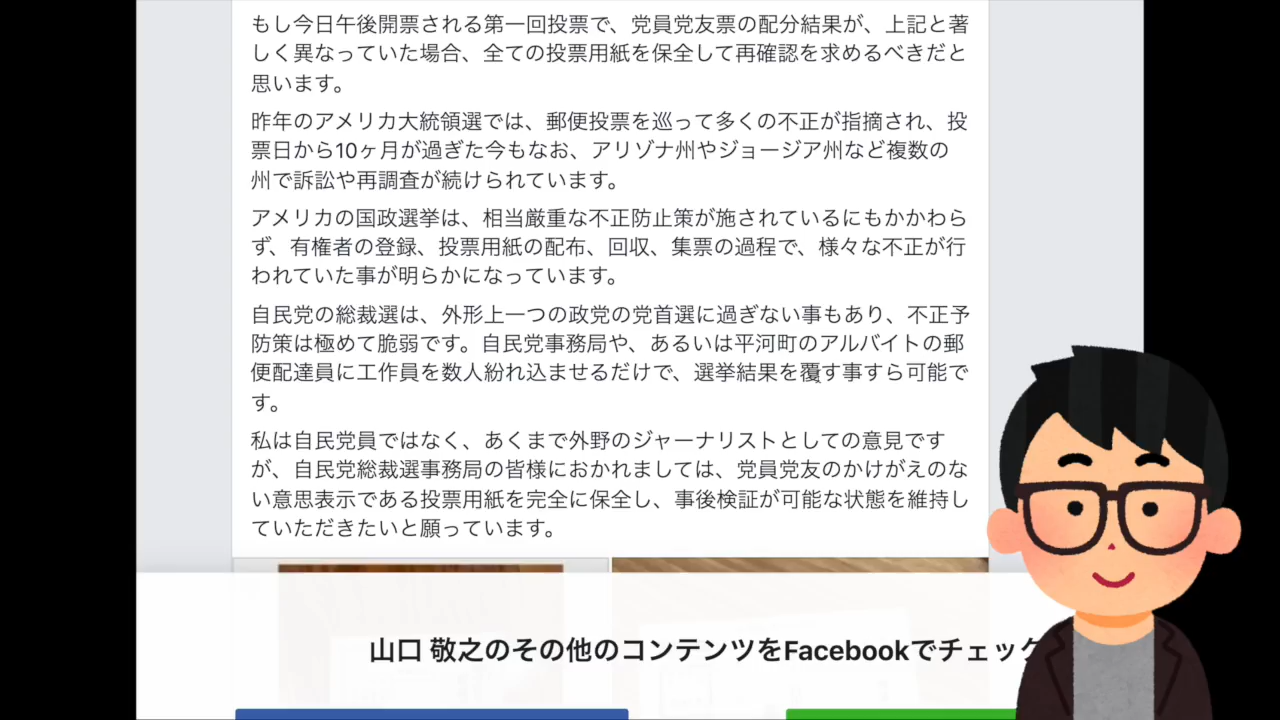 もし今日午後開票される第一回投票で、党員党友票の配分結果が、上記と著
しく異なっていた場合、全ての投票用紙を保全して再確認を求めるべきだと
思います。
昨年のアメリカ大統領選では、郵便投票を巡って多くの不正が指摘され、投
票日から10ヶ月が過ぎた今もなお、アリゾナ州やジョージア州など複数の
州で訴訟や再調査が続けられています。
アメリカの国政選挙は、相当厳重な不正防止策が施されているにもかかわら
ず、有権者の登録、投票用紙の配布、回収、集票の過程で、様々な不正が行
われていた事が明らかになっています。
自民党の総裁選は、外形上一つの政党の党首選に過ぎない事もあり、不正予
防策は極めて脆弱です。自民党事務局や、あるいは平河町のアルバイトの郵
便配達員に工作員を数人紛れ込ませるだけで、選挙結果を覆す事すら可能で
す。
私は自民党員ではなく、あくまで外野のジャーナリストとしての意見です
が、自民党総裁選事務局の皆様におかれましては、党員党友のかけがえのな
い意思表示である投票用紙を完全に保全し、事後検証が可能な状態を維持し
ていただきたいと願っています。
山口 敬之のその他のコンテンツをFacebookでチェック